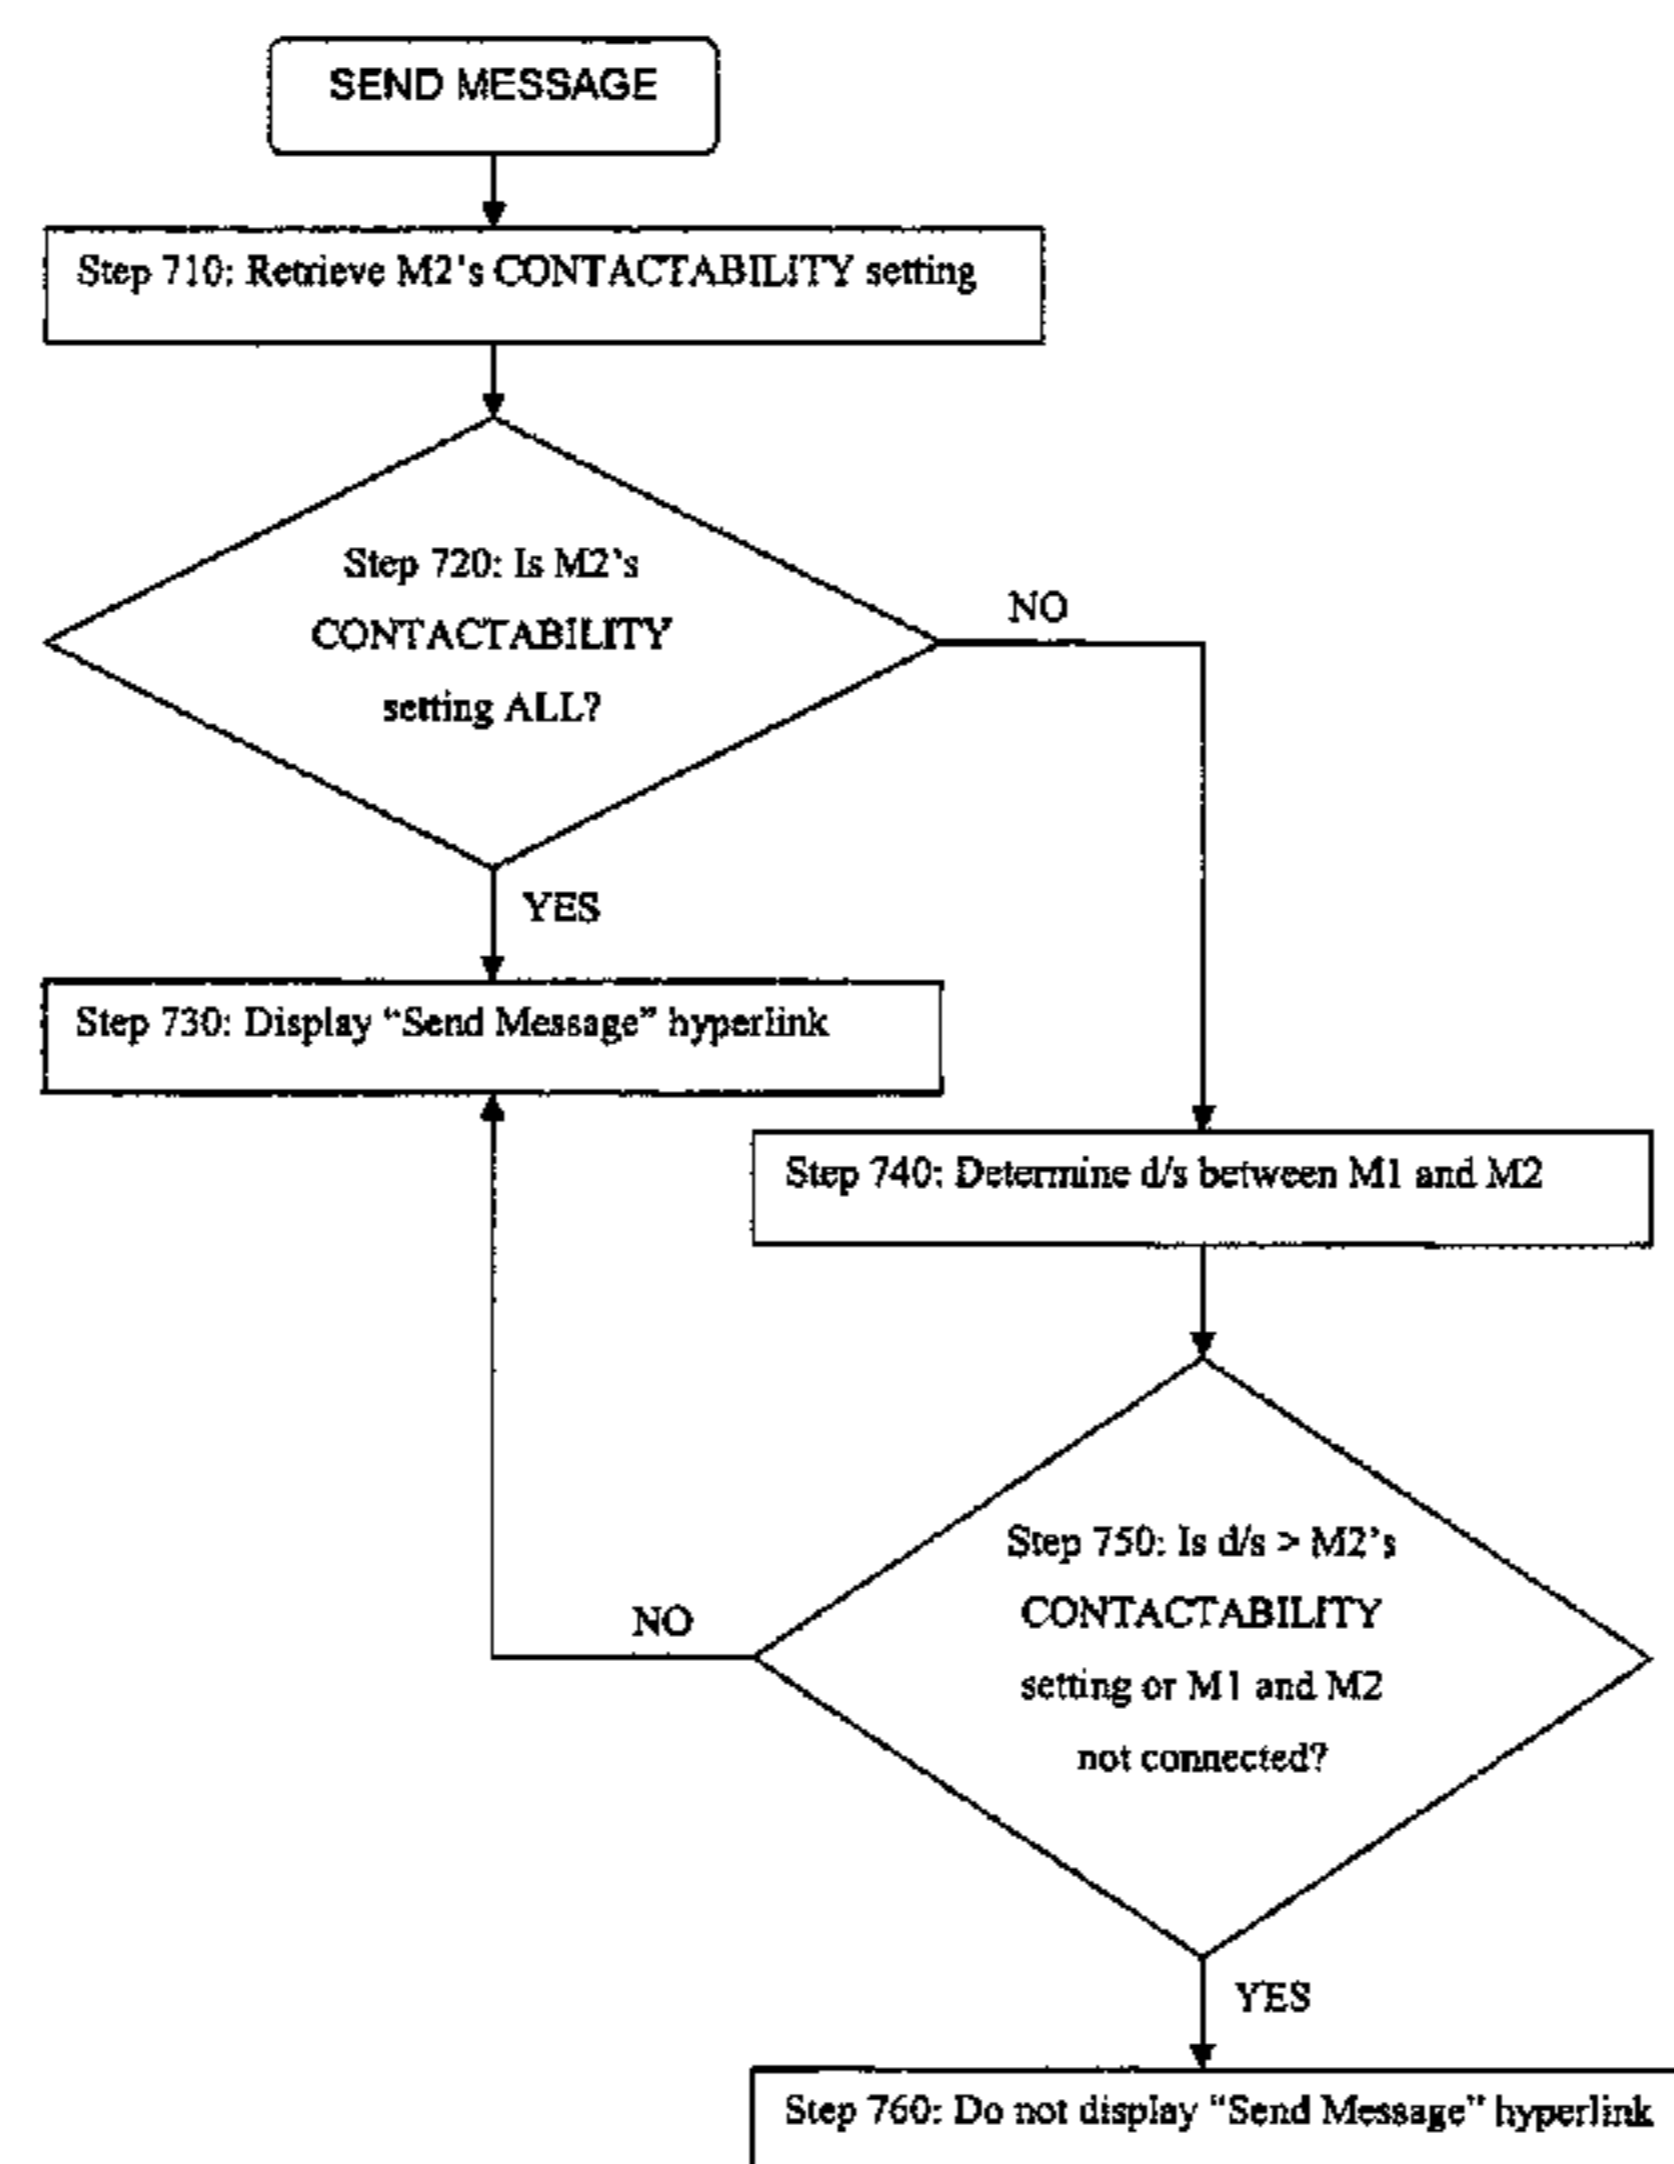 SEND MESSAGE
Step 710: Retrieve M2's CONTACTABILITY setting
Step 720: Is M2's
CONTACTABILITY
setting ALL?
NO
YES
Step 730: Display “Send Message” hyperlink
Step 740: Determine d/s between M1 and M2
Step 750: Is d/s > M2's
CONTACTABILITY
setting or M1 and M2
not connected?
NO
YES
Step 760: Do not display “Send Message” hyperlink